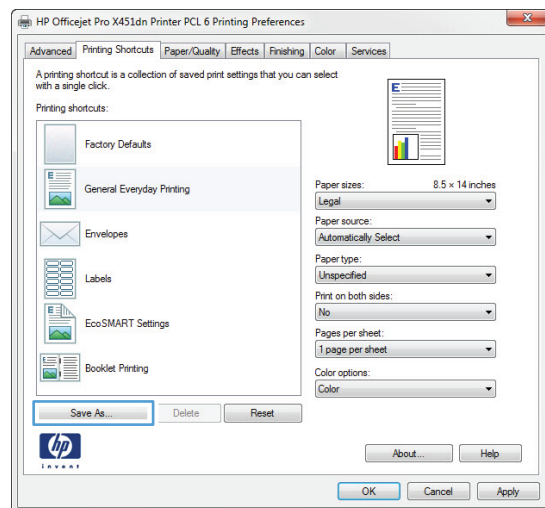 HP Officejet Pro X451dn Printer PCL 6 Printing Preferences
Advanced Printing Shortcuts Paper/Quality Effects Finishing Color Services
A printing shortcut is a collection of saved print settings that you can select
with a single click.
Printing shortcuts:
Factory Defaults
General Everyday Printing
Envelopes
Labels
EcoSMART Settings
Booklet Printing
Save As... Delete Reset
E
Paper sizes: 8.5 × 14 inches
Legal
Paper source:
Automatically Select
Paper type:
Unspecified
Print on both sides:
No
Pages per sheet:
1 page per sheet
Color options:
Color
hp
invent
About... Help
OK Cancel Apply